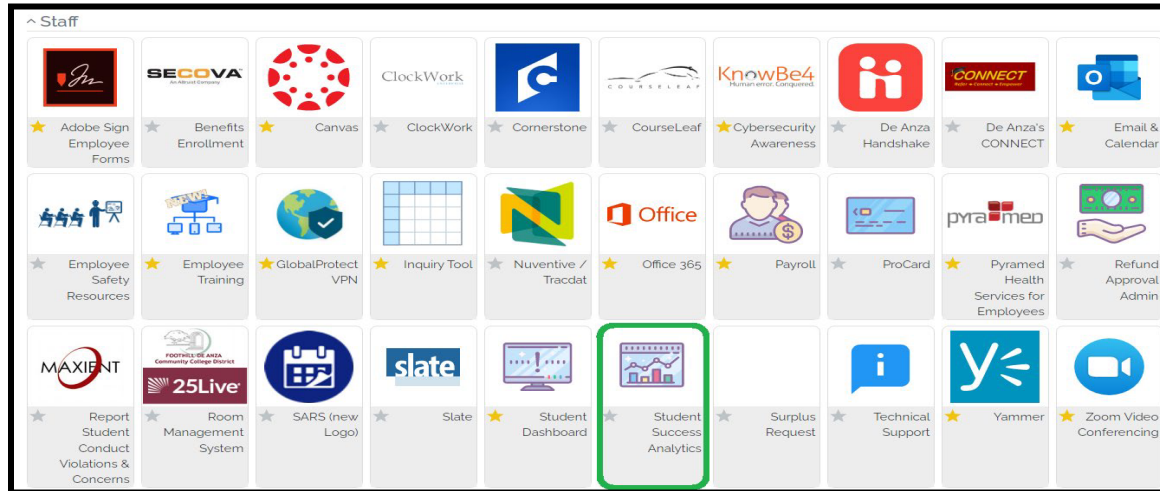 Staff
SECOVA
ClockWork
COURSELEAF
KnowBe4
Human error. Conquered.
CONNECT
Adobe Sign
Employee
Forms
Benefits
Enrollment
Canvas
ClockWork
Cornerstone
CourseLeaf
Cybersecurity
Awareness
De Anza
Handshake
De Anza's
CONNECT
Email &
Calendar
NEW!
Office
pyramed
Employee
Safety
Resources
Employee
Training
GlobalProtect
VPN
Inquiry Tool
Nuventive /
Tracdat
Office 365
Payroll
ProCard
Pyramed
Health
Services for
Employees
Refund
Approval
Admin
MAXIENT
FOOTHILL-DE ANZA
Community College District
25Live
slate
Report
Student
Conduct
Violations &
Concerns
Room
Management
System
SARS (new
Logo)
Slate
Student
Dashboard
Student
Success
Analytics
Surplus
Request
Technical
Support
Yammer
Zoom Video
Conferencing